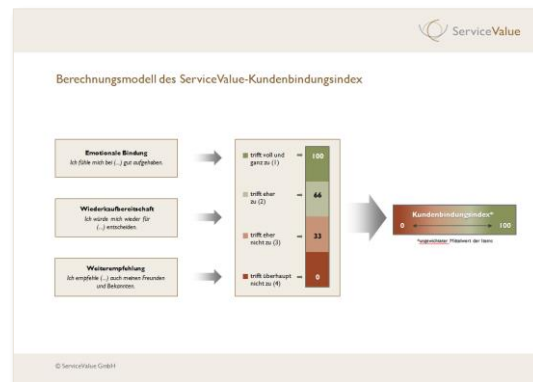 ServiceValue
Berechnungsmodell des ServiceValue-Kundenbindungsindex
Emotionale Bindung
Ich fühle mich bei (...) gut aufgehoben.
Wiederkaufbereitschaft
Ich würde mich wieder für
(...) entscheiden.
Weiterempfehlung
Ich empfehle (...) auch meinen Freunden
und Bekannten.
trifft voll und
ganz zu (1)
100
trifft eher
zu (2)
66
trifft eher
nicht zu (3)
33
trifft überhaupt
nicht zu (4)
0
Kundenbindungsindex*
0 100
*ungewichteter Mittelwert der Items
© ServiceValue GmbH